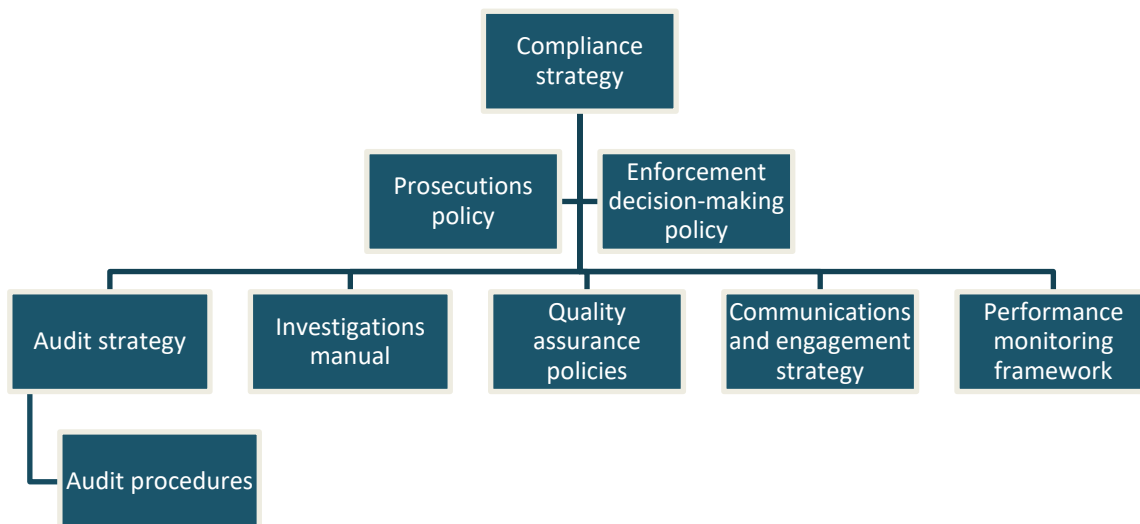 Compliance
strategy
Prosecutions
policy
Enforcement
decision-making
policy
Audit strategy
Investigations
manual
Quality
assurance
policies
Communications
and engagement
strategy
Performance
monitoring
framework
Audit procedures